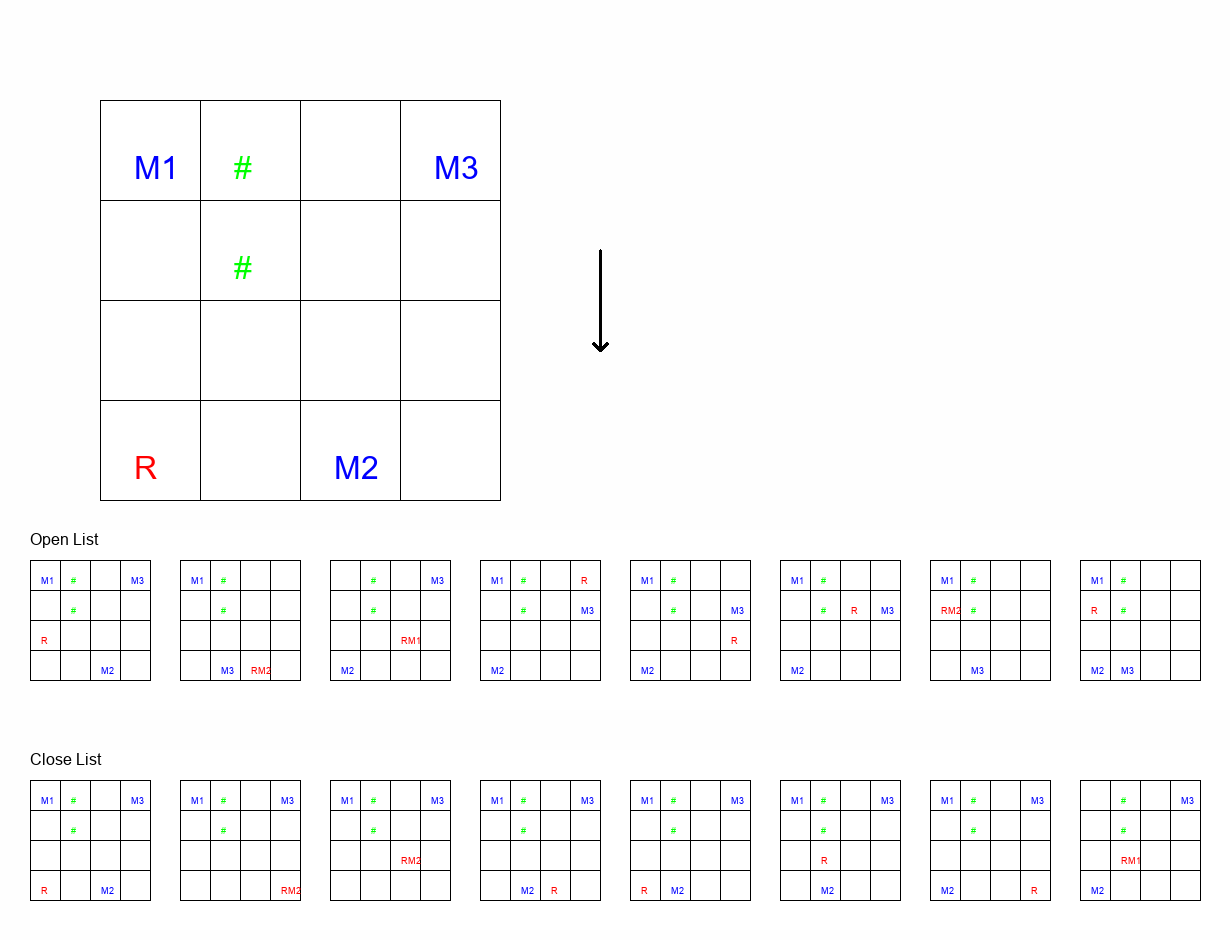 M1 # M3
#
R M2
Open List
M1 # M3 M1 # # M3 M1 # R M1 # M1 # M1 # M1 #
# # # # M3 # M3 # R M3 RM2 # R #
R RM1 R
M2 M3 RM2 M2 M2 M2 M2 M3 M2 M3
Close List
M1 # M3 M1 # M3 M1 # M3 M1 # M3 M1 # M3 M1 # M3 M1 # M3 # M3
# # # # # # # #
RM2 R RM1
R M2 RM2 M2 R R M2 M2 M2 R M2